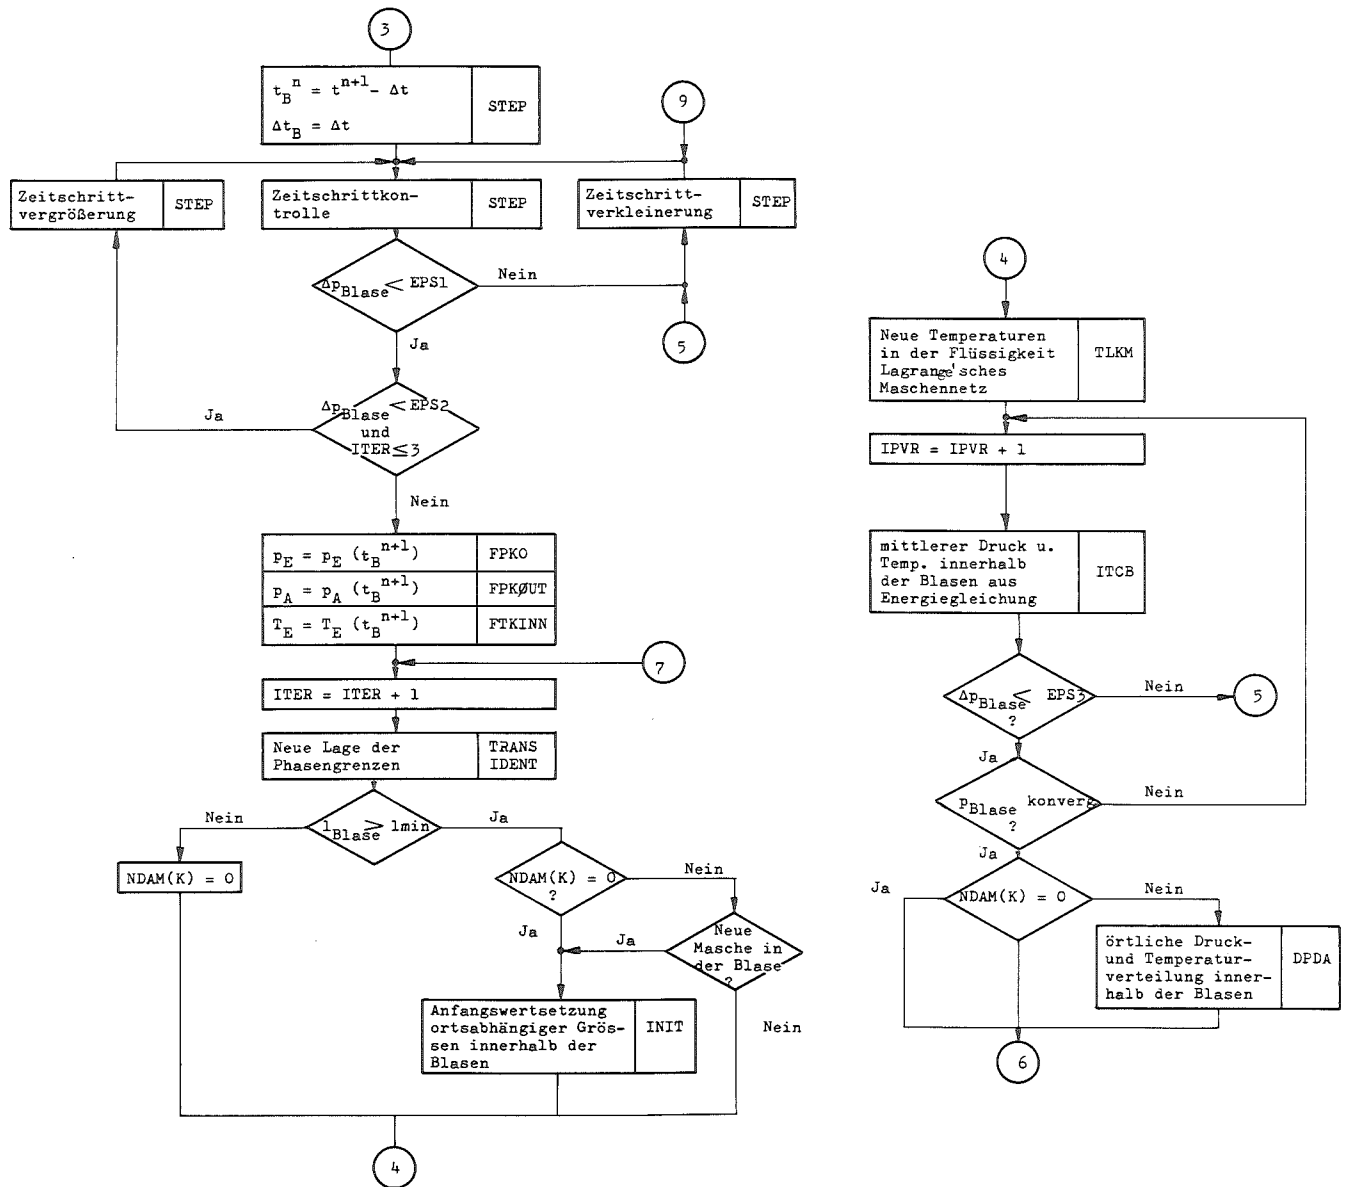 3
t_B^n = t^{n+1} - Δt
Δt_B = Δt
STEP
9
Zeitschritt-
vergrößerung
STEP
Zeitschrittkon-
trolle
STEP
Zeitschritt-
verkleinerung
STEP
Δp_Blase < EPS1
Nein
5
Ja
Δp_Blase < EPS2
und
ITER ≤ 3
Ja
Nein
p_E = p_E (t_B^{n+1})
FPKO
p_A = p_A (t_B^{n+1})
FPKØUT
T_E = T_E (t_B^{n+1})
FTKINN
7
ITER = ITER + 1
Neue Lage der
Phasengrenzen
TRANS
IDENT
l_Blase > lmin
Nein
Ja
NDAM(K) = 0
NDAM(K) = 0
?
Nein
Ja
Neue
Masche in
der Blase
?
Ja
Nein
Anfangswertsetzung
ortsabhängiger Grös-
sen innerhalb der
Blasen
INIT
4
4
Neue Temperaturen
in der Flüssigkeit
Lagrange'sches
Maschennetz
TLKM
IPVR = IPVR + 1
mittlerer Druck u.
Temp. innerhalb
der Blasen aus
Energiegleichung
ITCB
Δp_Blase < EPS3
?
Nein
5
Ja
p_Blase konverg
?
Nein
Ja
NDAM(K) = 0
Ja
Nein
örtliche Druck-
und Temperatur-
verteilung inner-
halb der Blasen
DPDA
6